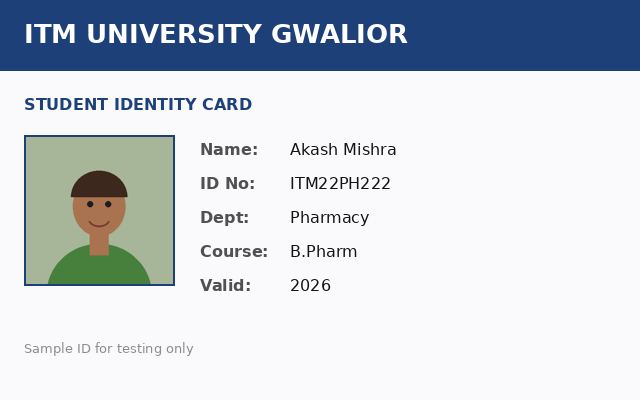 ITM UNIVERSITY GWALIOR
STUDENT IDENTITY CARD
Name: Akash Mishra
ID No: ITM22PH222
Dept: Pharmacy
Course: B.Pharm
Valid: 2026
Sample ID for testing only